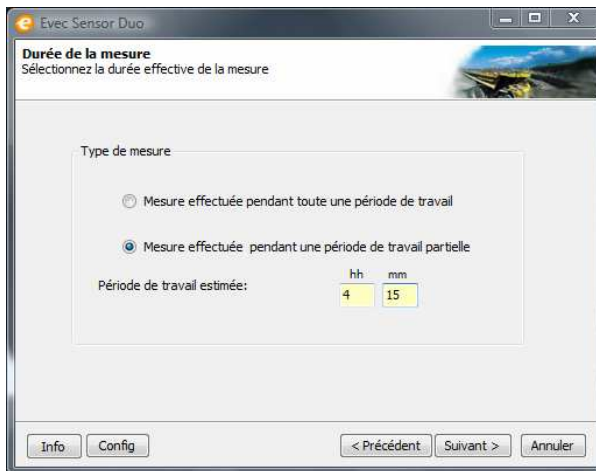 Evec Sensor Duo
Durée de la mesure
Sélectionnez la durée effective de la mesure
Type de mesure
Mesure effectuée pendant toute une période de travail
Mesure effectuée pendant une période de travail partielle
hh mm
Période de travail estimée: 4 15
Info Config < Précédent Suivant > Annuler